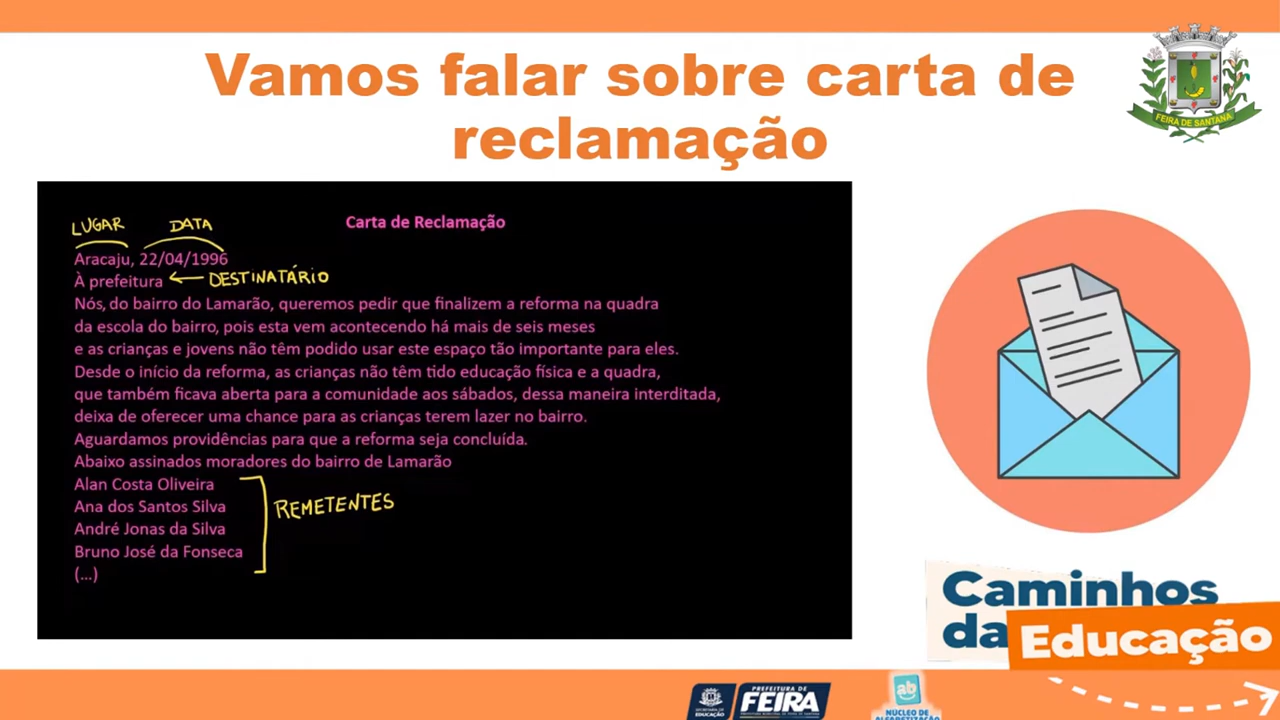 Vamos falar sobre carta de
reclamação
FEIRA DE SANTANA
LUGAR DATA
Carta de Reclamação
Aracaju, 22/04/1996
À prefeitura ← DESTINATÁRIO
Nós, do bairro do Lamarão, queremos pedir que finalizem a reforma na quadra
da escola do bairro, pois esta vem acontecendo há mais de seis meses
e as crianças e jovens não têm podido usar este espaço tão importante para eles.
Desde o início da reforma, as crianças não têm tido educação física e a quadra,
que também ficava aberta para a comunidade aos sábados, dessa maneira interditada,
deixa de oferecer uma chance para as crianças terem lazer no bairro.
Aguardamos providências para que a reforma seja concluída.
Abaixo assinados moradores do bairro de Lamarão
Alan Costa Oliveira
Ana dos Santos Silva
REMETENTES
André Jonas da Silva
Bruno José da Fonseca
(...)
Caminhos
da Educação
SECRETARIA DE
EDUCAÇÃO
PREFEITURA DE
FEIRA
ab
NÚCLEO DE
ALFABETIZAÇÃO